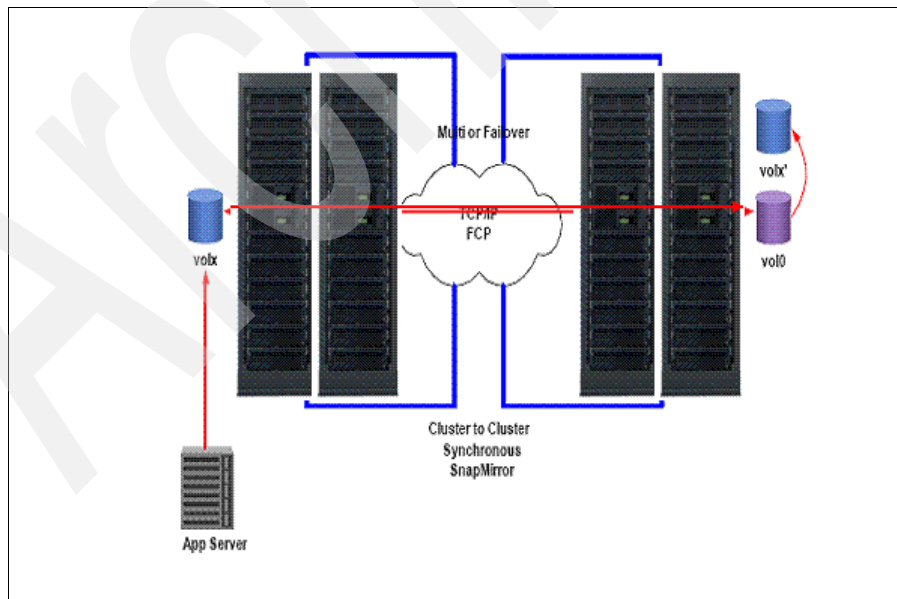 Multi or Failover
TCP/IP
FCP
volx
volx'
vol0
Cluster to Cluster
Synchronous
SnapMirror
App Server